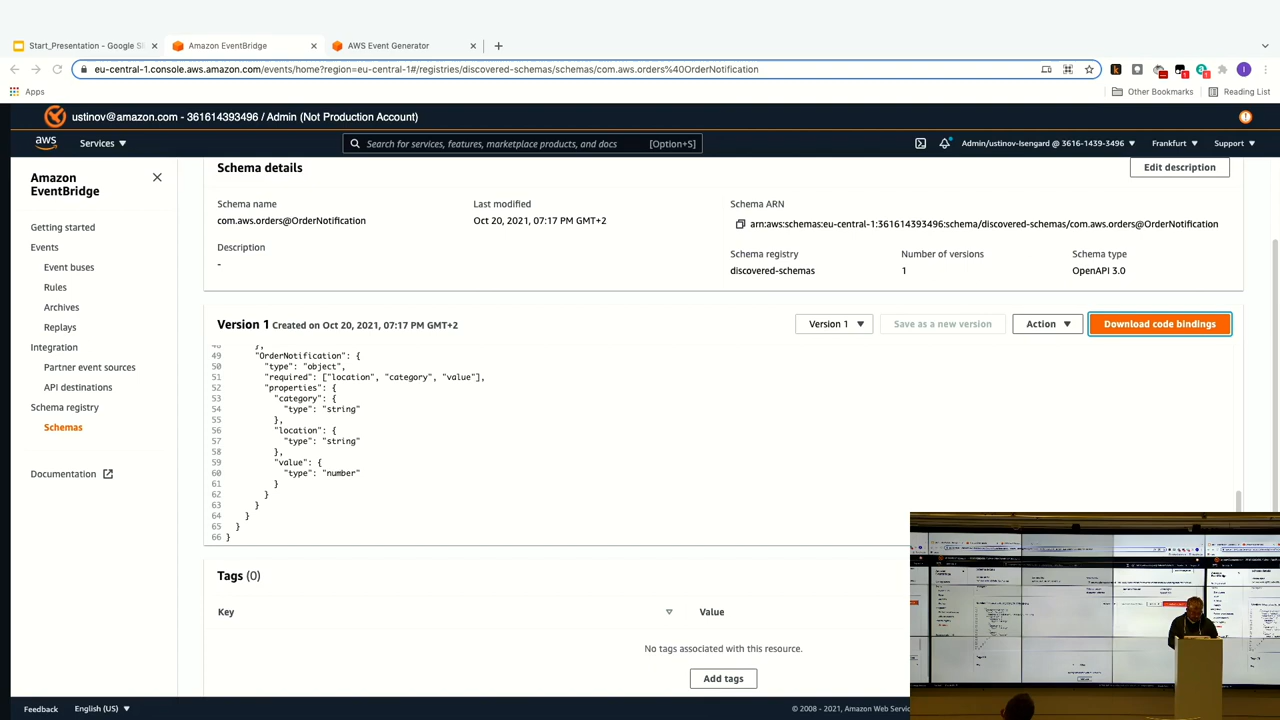 Start_Presentation - Google Sl
Amazon EventBridge
AWS Event Generator
eu-central-1.console.aws.amazon.com/events/home?region=eu-central-1#/registries/discovered-schemas/schemas/com.aws.orders%40OrderNotification
Apps
Other Bookmarks
Reading List
ustinov@amazon.com - 361614393496 / Admin (Not Production Account)
aws
Services
Search for services, features, marketplace products, and docs
[Option+S]
Admin/ustinov-Isengard @ 3616-1439-3496
Frankfurt
Support
Amazon EventBridge
Getting started
Events
Event buses
Rules
Archives
Replays
Integration
Partner event sources
API destinations
Schema registry
Schemas
Documentation
Schema details
Edit description
Schema name
com.aws.orders@OrderNotification
Last modified
Oct 20, 2021, 07:17 PM GMT+2
Schema ARN
arn:aws:schemas:eu-central-1:361614393496:schema/discovered-schemas/com.aws.orders@OrderNotification
Description
-
Schema registry
discovered-schemas
Number of versions
1
Schema type
OpenAPI 3.0
Version 1 Created on Oct 20, 2021, 07:17 PM GMT+2
Version 1
Save as a new version
Action
Download code bindings
48 },
49 "OrderNotification": {
50 "type": "object",
51 "required": ["location", "category", "value"],
52 "properties": {
53 "category": {
54 "type": "string"
55 },
56 "location": {
57 "type": "string"
58 },
59 "value": {
60 "type": "number"
61 }
62 }
63 }
64 }
65 }
66 }
Tags (0)
Key
Value
No tags associated with this resource.
Add tags
Feedback
English (US)
© 2008 - 2021, Amazon Web Servic